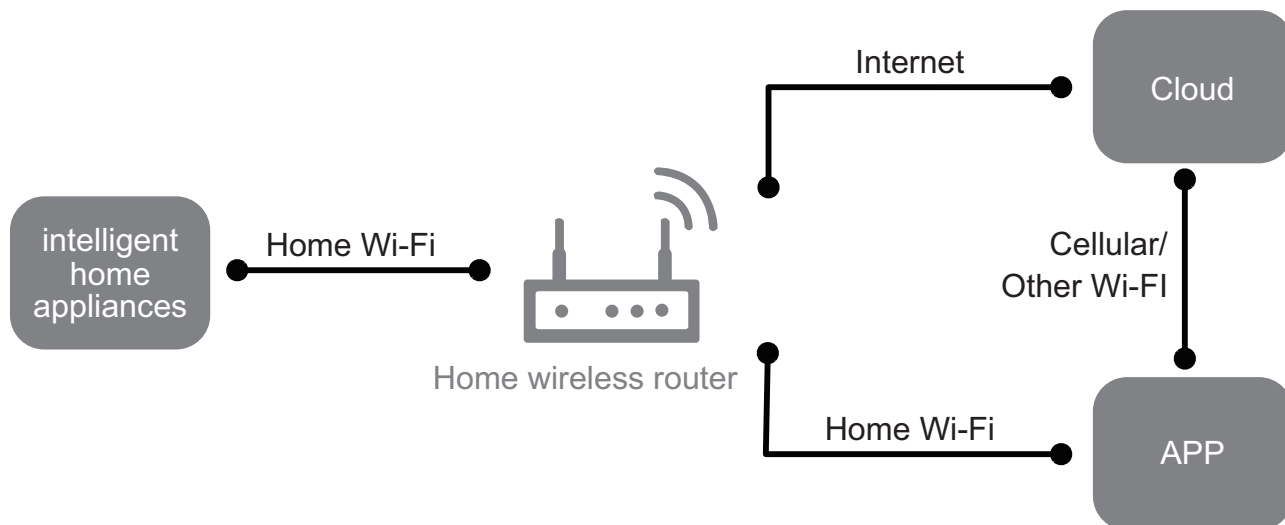 Internet
Cloud
intelligent
home
appliances
Home Wi-Fi
Cellular/
Other Wi-FI
Home wireless router
Home Wi-Fi
APP